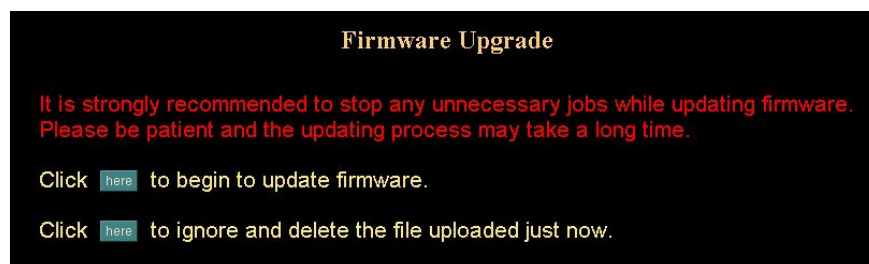 Firmware Upgrade
It is strongly recommended to stop any unnecessary jobs while updating firmware.
Please be patient and the updating process may take a long time.
Click here to begin to update firmware.
Click here to ignore and delete the file uploaded just now.